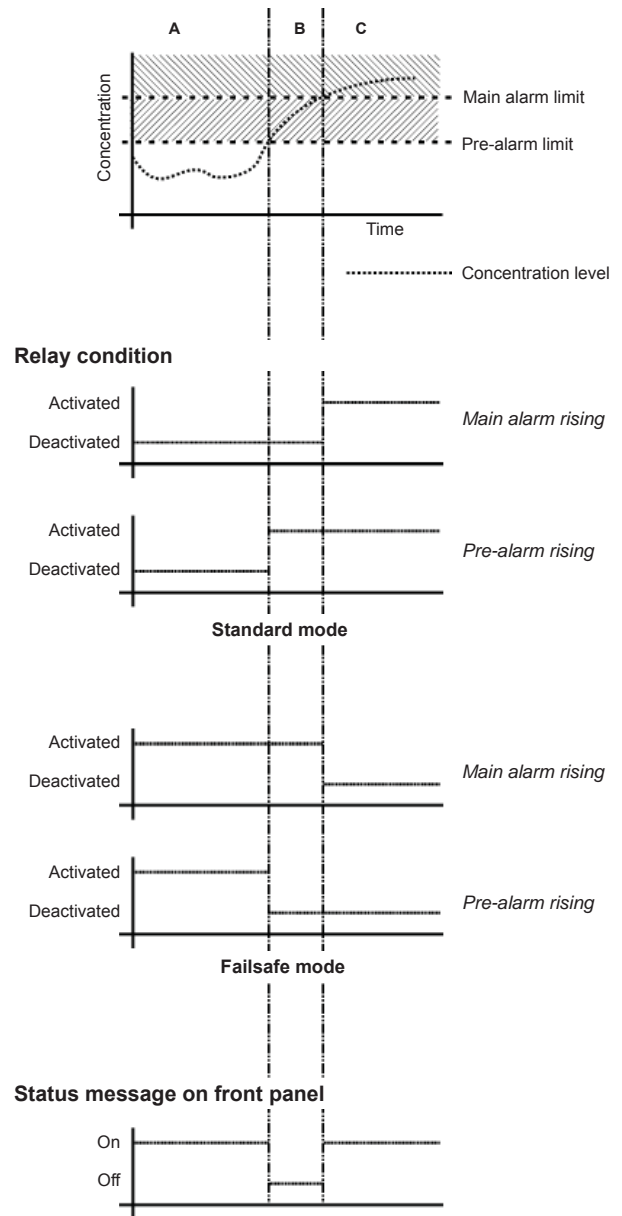 A B C
Concentration
Main alarm limit
Pre-alarm limit
Time
Concentration level
Relay condition
Activated
Deactivated
Main alarm rising
Activated
Deactivated
Pre-alarm rising
Standard mode
Activated
Deactivated
Main alarm rising
Activated
Deactivated
Pre-alarm rising
Failsafe mode
Status message on front panel
On
Off